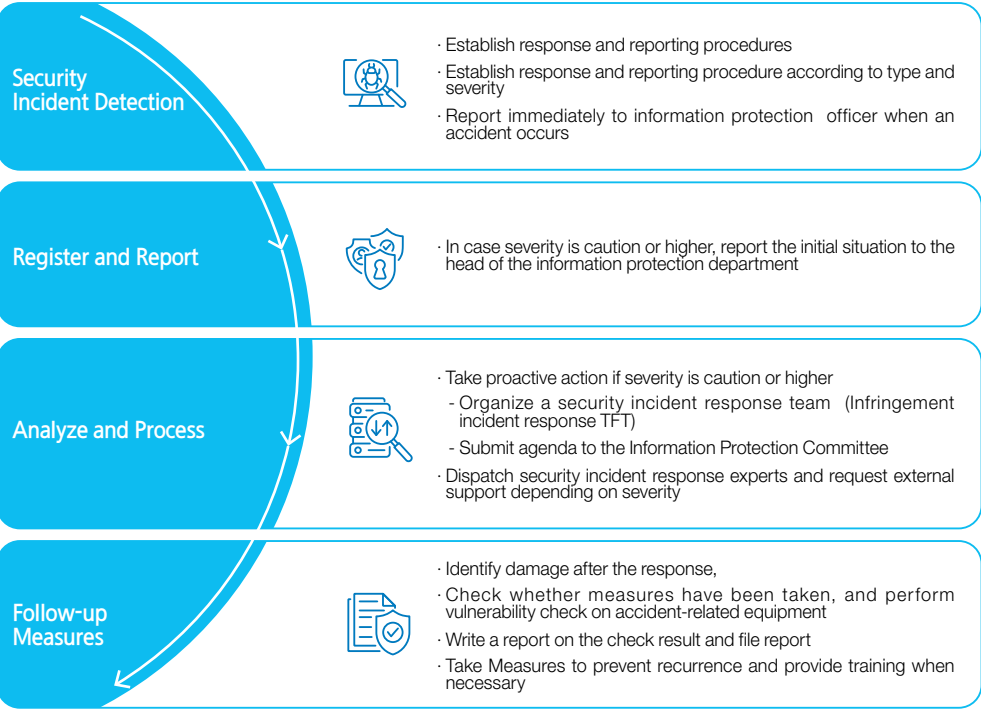 Security
Incident Detection
· Establish response and reporting procedures
· Establish response and reporting procedure according to type and
severity
· Report immediately to information protection officer when an
accident occurs
Register and Report
· In case severity is caution or higher, report the initial situation to the
head of the information protection department
Analyze and Process
· Take proactive action if severity is caution or higher
- Organize a security incident response team (Infringement
incident response TFT)
- Submit agenda to the Information Protection Committee
· Dispatch security incident response experts and request external
support depending on severity
Follow-up
Measures
· Identify damage after the response,
· Check whether measures have been taken, and perform
vulnerability check on accident-related equipment
· Write a report on the check result and file report
· Take Measures to prevent recurrence and provide training when
necessary